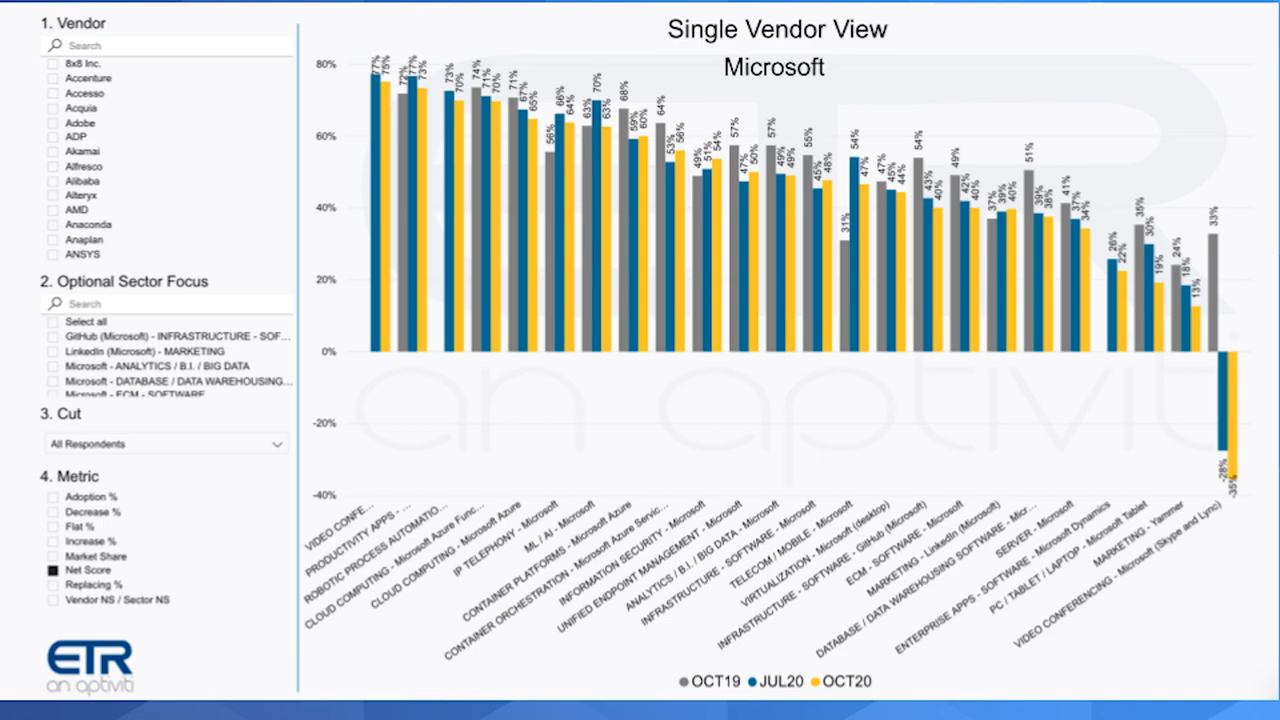 1. Vendor
Search
8x8 Inc.
Accenture
Accesso
Acquia
Adobe
ADP
Akamai
Alfresco
Alibaba
Alteryx
AMD
Anaconda
Anaplan
ANSYS
2. Optional Sector Focus
Search
Select all
GitHub (Microsoft) - INFRASTRUCTURE - SOF...
LinkedIn (Microsoft) - MARKETING
Microsoft - ANALYTICS / B.I. / BIG DATA
Microsoft - DATABASE / DATA WAREHOUSING...
Microsoft - ECM - SOFTWARE
3. Cut
All Respondents
4. Metric
Adoption %
Decrease %
Flat %
Increase %
Market Share
Net Score
Replacing %
Vendor NS / Sector NS
ETR
an aptiviti
Single Vendor View
Microsoft
80%
60%
40%
20%
0%
-20%
-40%
77% 75%
72% 77% 73%
73% 70%
74% 71% 70%
71% 67% 65%
56% 66% 64%
63% 70% 63%
68% 59% 60%
64% 53% 56%
49% 51% 54%
57% 47% 50%
57% 49% 49%
55% 45% 48%
31% 54% 47%
47% 45% 44%
54% 43% 40%
49% 42% 40%
37% 39% 40%
51% 39% 38%
41% 37% 34%
26% 22%
35% 30% 19%
24% 18% 13%
33% -28% -35%
VIDEO CONFE...
PRODUCTIVITY APPS - ...
ROBOTIC PROCESS AUTOMATIO...
CLOUD COMPUTING - Microsoft Azure Func...
CLOUD COMPUTING - Microsoft Azure
IP TELEPHONY - Microsoft
ML / AI - Microsoft
CONTAINER PLATFORMS - Microsoft Azure
CONTAINER ORCHESTRATION - Microsoft Azure Servic...
INFORMATION SECURITY - Microsoft
UNIFIED ENDPOINT MANAGEMENT - Microsoft
ANALYTICS / B.I. / BIG DATA - Microsoft
INFRASTRUCTURE - SOFTWARE - Microsoft
TELECOM / MOBILE - Microsoft
VIRTUALIZATION - Microsoft (desktop)
INFRASTRUCTURE - SOFTWARE - GitHub (Microsoft)
ECM - SOFTWARE - Microsoft
MARKETING - LinkedIn (Microsoft)
DATABASE / DATA WAREHOUSING SOFTWARE - Micr...
SERVER - Microsoft
ENTERPRISE APPS - SOFTWARE - Microsoft Dynamics
PC / TABLET / LAPTOP - Microsoft Tablet
MARKETING - Yammer
VIDEO CONFERENCING - Microsoft (Skype and Lync)
OCT19 JUL20 OCT20
ETR
an aptiviti